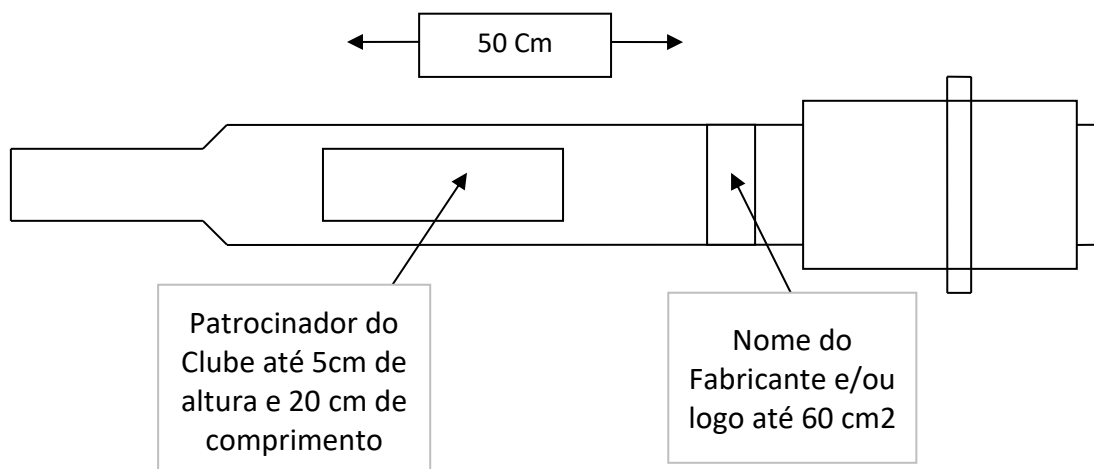 50 Cm
Patrocinador do
Clube até 5cm de
altura e 20 cm de
comprimento
Nome do
Fabricante e/ou
logo até 60 cm2